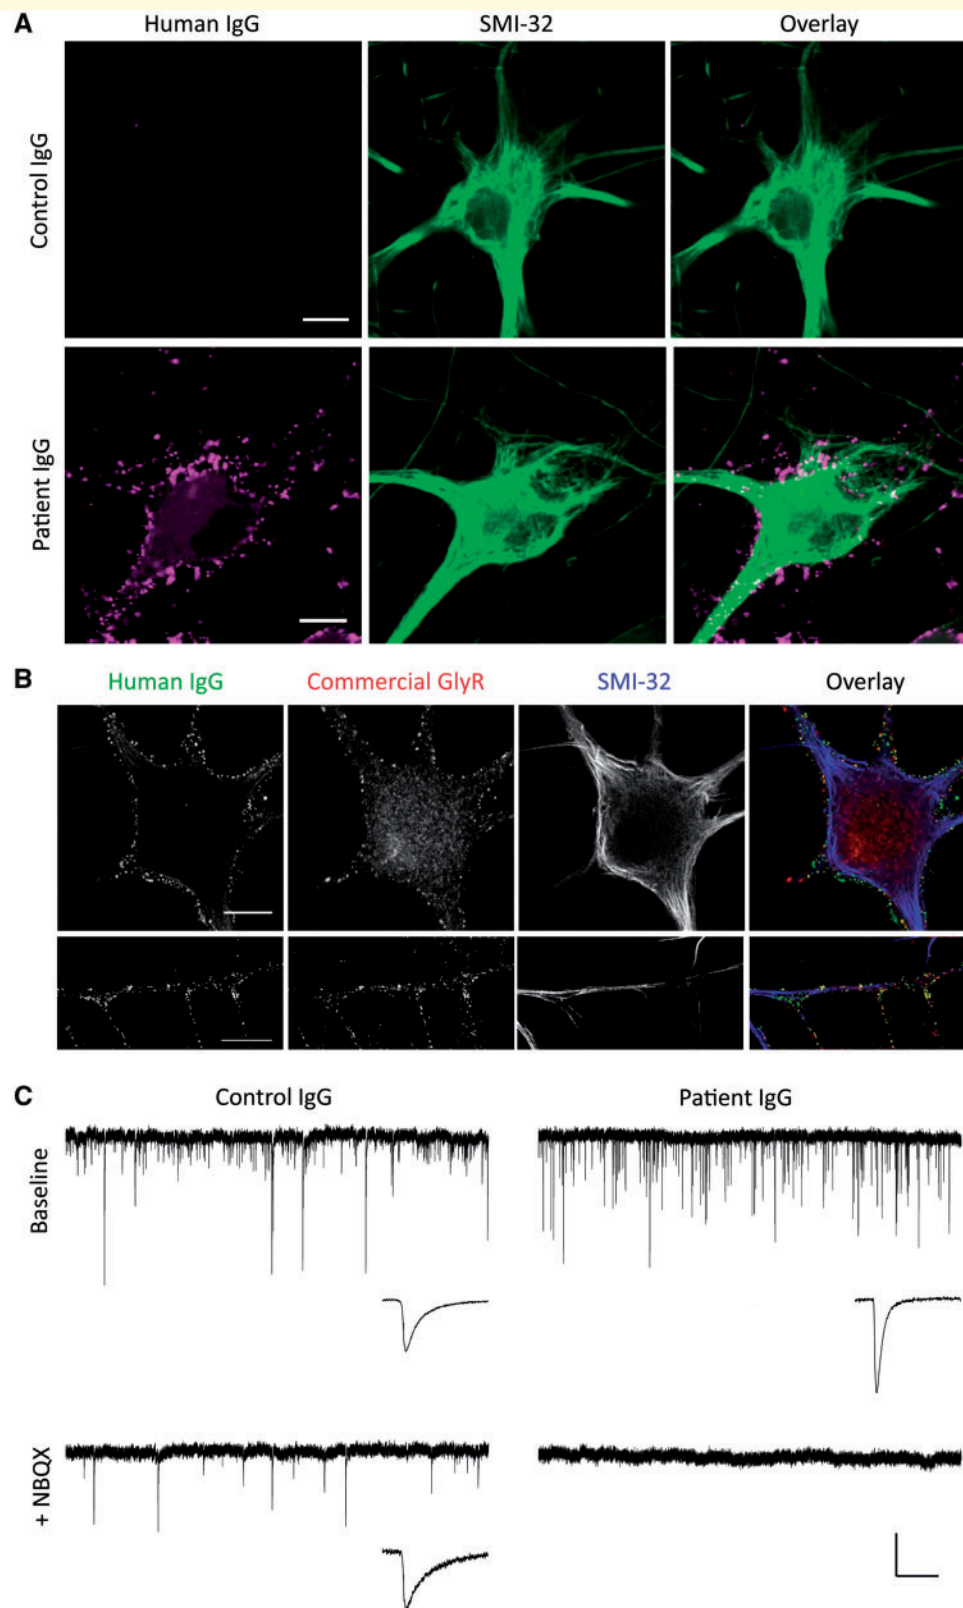 A
Human IgG SMI-32 Overlay
Control IgG
Patient IgG
B
Human IgG Commercial GlyR SMI-32 Overlay
C
Control IgG Patient IgG
Baseline
+ NBQX